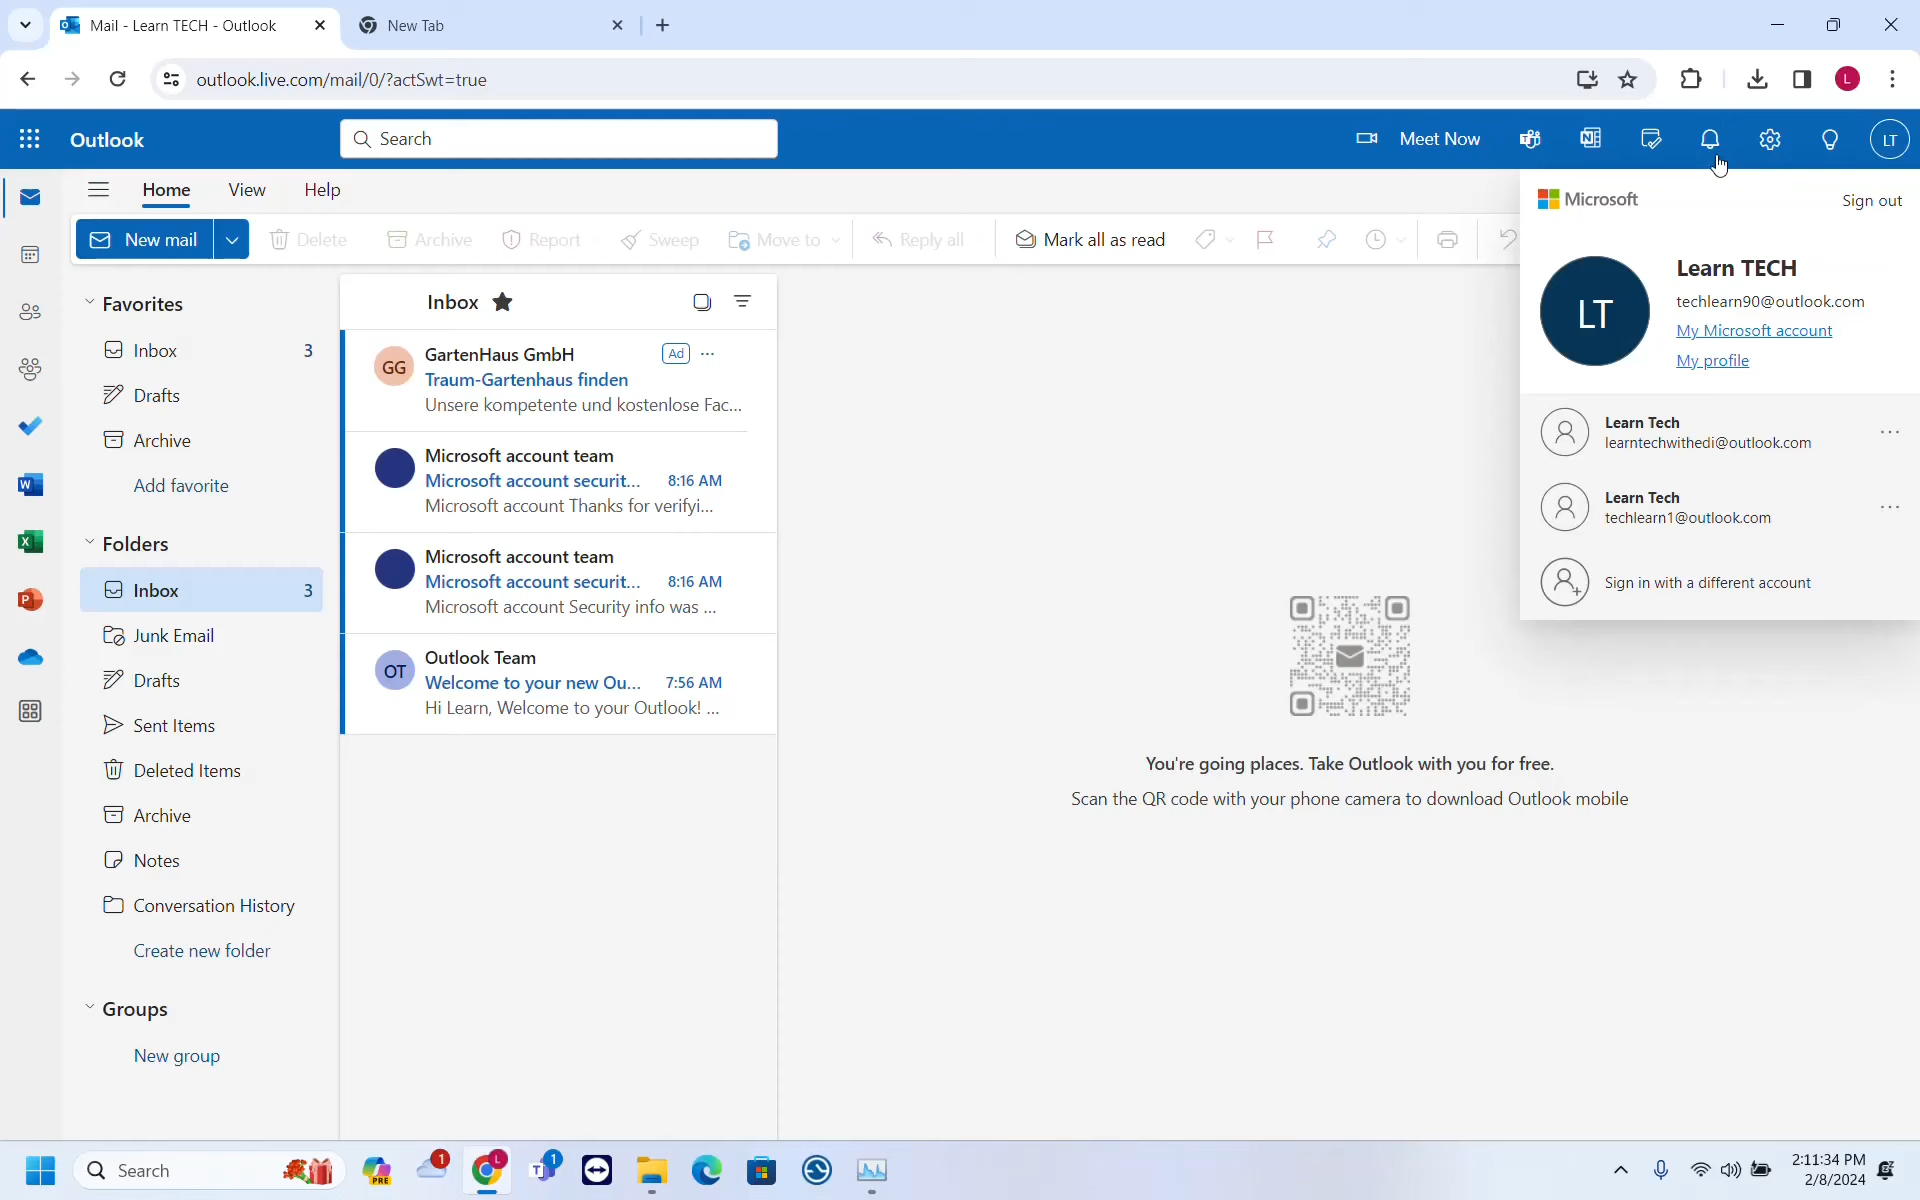 Mail - Learn TECH - Outlook
New Tab
outlook.live.com/mail/0/?actSwt=true
L
Outlook
Search
Meet Now
LT
Home
View
Help
New mail
Delete
Archive
Report
Sweep
Move to
Reply all
Mark all as read
Microsoft
Sign out
LT
Learn TECH
techlearn90@outlook.com
My Microsoft account
My profile
Learn Tech
learntechwithedi@outlook.com
Learn Tech
techlearn1@outlook.com
Sign in with a different account
Favorites
Inbox 3
Drafts
Archive
Add favorite
Folders
Inbox 3
Junk Email
Drafts
Sent Items
Deleted Items
Archive
Notes
Conversation History
Create new folder
Groups
New group
Inbox
GG
GartenHaus GmbH
Ad
Traum-Gartenhaus finden
Unsere kompetente und kostenlose Fac...
Microsoft account team
Microsoft account securit... 8:16 AM
Microsoft account Thanks for verifyi...
Microsoft account team
Microsoft account securit... 8:16 AM
Microsoft account Security info was ...
OT
Outlook Team
Welcome to your new Ou... 7:56 AM
Hi Learn, Welcome to your Outlook! ...
You're going places. Take Outlook with you for free.
Scan the QR code with your phone camera to download Outlook mobile
Search
PRE
1
L
1
2:11:34 PM
2/8/2024